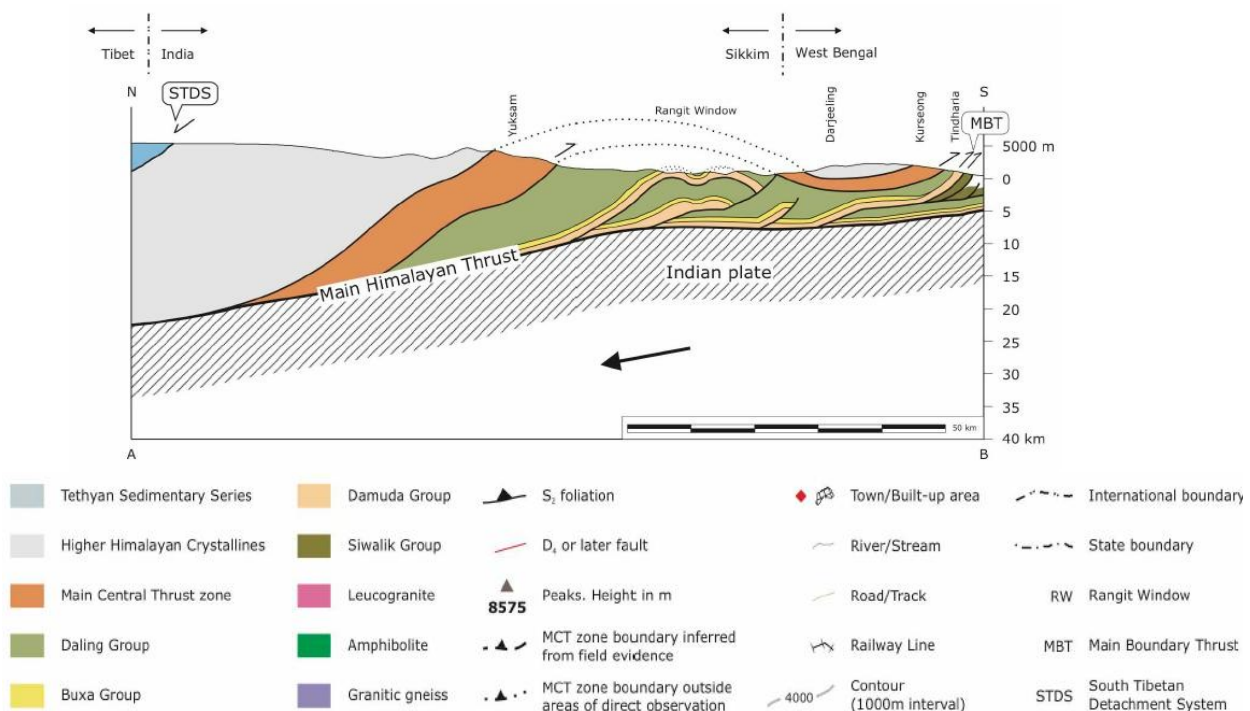 Tibet India
Sikkim West Bengal
N
S
STDS
Yuksam
Rangit Window
Darjeeling
Kurseong
Tindharia
MBT
5000 m
0
5
10
15
20
25
30
35
40 km
Main Himalayan Thrust
Indian plate
50 km
A
B
Tethyan Sedimentary Series
Higher Himalayan Crystallines
Main Central Thrust zone
Daling Group
Buxa Group
Damuda Group
Siwalik Group
Leucogranite
Amphibolite
Granitic gneiss
S₂ foliation
D₄ or later fault
8575
Peaks. Height in m
MCT zone boundary inferred
from field evidence
MCT zone boundary outside
areas of direct observation
Town/Built-up area
River/Stream
Road/Track
Railway Line
4000
Contour
(1000m interval)
International boundary
State boundary
RW Rangit Window
MBT Main Boundary Thrust
STDS South Tibetan
Detachment System